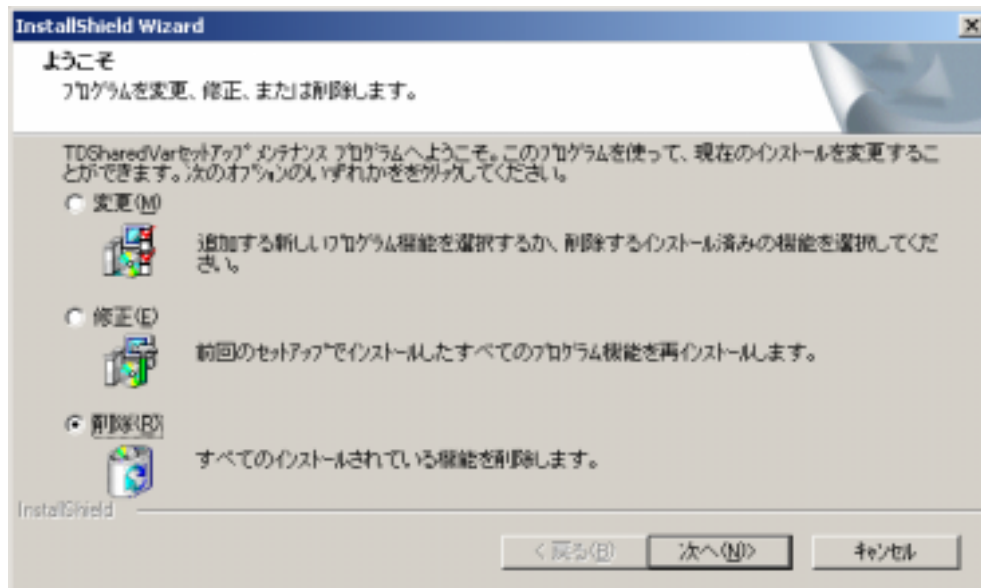 InstallShield Wizard
ようこそ
プログラムを変更、修正、または削除します。
TDSharedVarセットアップ メンテナンス プログラムへようこそ。このプログラムを使って、現在のインストールを変更するこ
とができます。次のオプションのいずれかををクリックしてください。
変更(M)
追加する新しいプログラム機能を選択するか、削除するインストール済みの機能を選択してくだ
さい。
修正(E)
前回のセットアップでインストールしたすべてのプログラム機能を再インストールします。
削除(R)
すべてのインストールされている機能を削除します。
InstallShield
< 戻る(B)
次へ(N)>
キャンセル